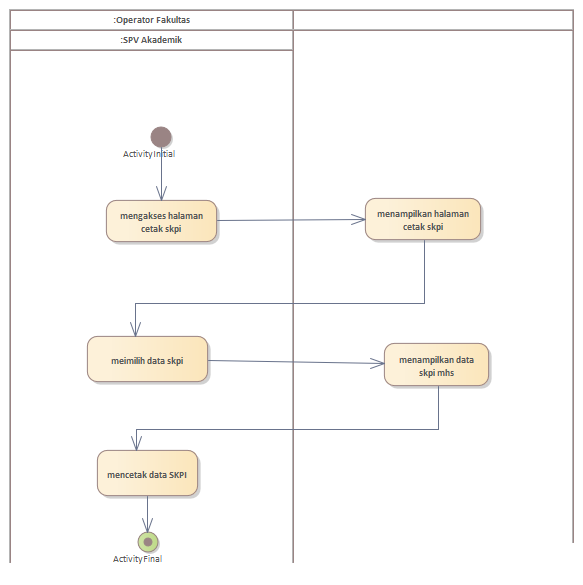 :Operator Fakultas
:SPV Akademik
ActivityInitial
mengakses halaman
cetak skpi
menampilkan halaman
cetak skpi
meimilih data skpi
menampilkan data
skpi mhs
mencetak data SKPI
ActivityFinal